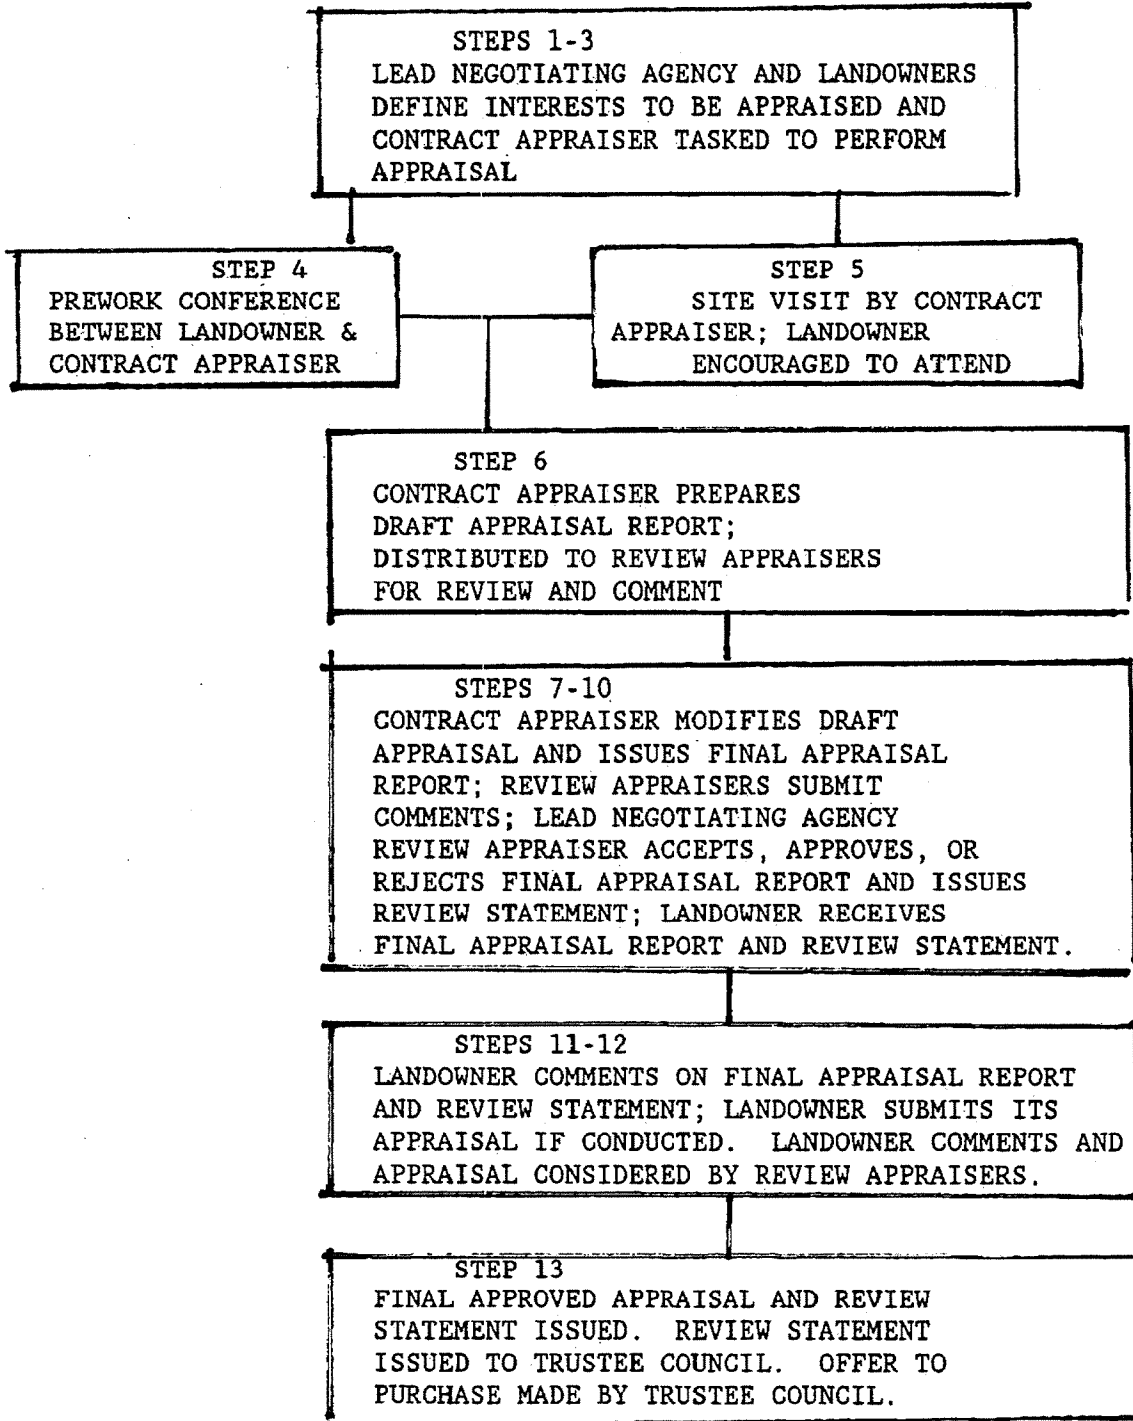 STEPS 1-3
LEAD NEGOTIATING AGENCY AND LANDOWNERS
DEFINE INTERESTS TO BE APPRAISED AND
CONTRACT APPRAISER TASKED TO PERFORM
APPRAISAL
STEP 4
PREWORK CONFERENCE
BETWEEN LANDOWNER &
CONTRACT APPRAISER
STEP 5
SITE VISIT BY CONTRACT
APPRAISER; LANDOWNER
ENCOURAGED TO ATTEND
STEP 6
CONTRACT APPRAISER PREPARES
DRAFT APPRAISAL REPORT;
DISTRIBUTED TO REVIEW APPRAISERS
FOR REVIEW AND COMMENT
STEPS 7-10
CONTRACT APPRAISER MODIFIES DRAFT
APPRAISAL AND ISSUES FINAL APPRAISAL
REPORT; REVIEW APPRAISERS SUBMIT
COMMENTS; LEAD NEGOTIATING AGENCY
REVIEW APPRAISER ACCEPTS, APPROVES, OR
REJECTS FINAL APPRAISAL REPORT AND ISSUES
REVIEW STATEMENT; LANDOWNER RECEIVES
FINAL APPRAISAL REPORT AND REVIEW STATEMENT.
STEPS 11-12
LANDOWNER COMMENTS ON FINAL APPRAISAL REPORT
AND REVIEW STATEMENT; LANDOWNER SUBMITS ITS
APPRAISAL IF CONDUCTED. LANDOWNER COMMENTS AND
APPRAISAL CONSIDERED BY REVIEW APPRAISERS.
STEP 13
FINAL APPROVED APPRAISAL AND REVIEW
STATEMENT ISSUED. REVIEW STATEMENT
ISSUED TO TRUSTEE COUNCIL. OFFER TO
PURCHASE MADE BY TRUSTEE COUNCIL.